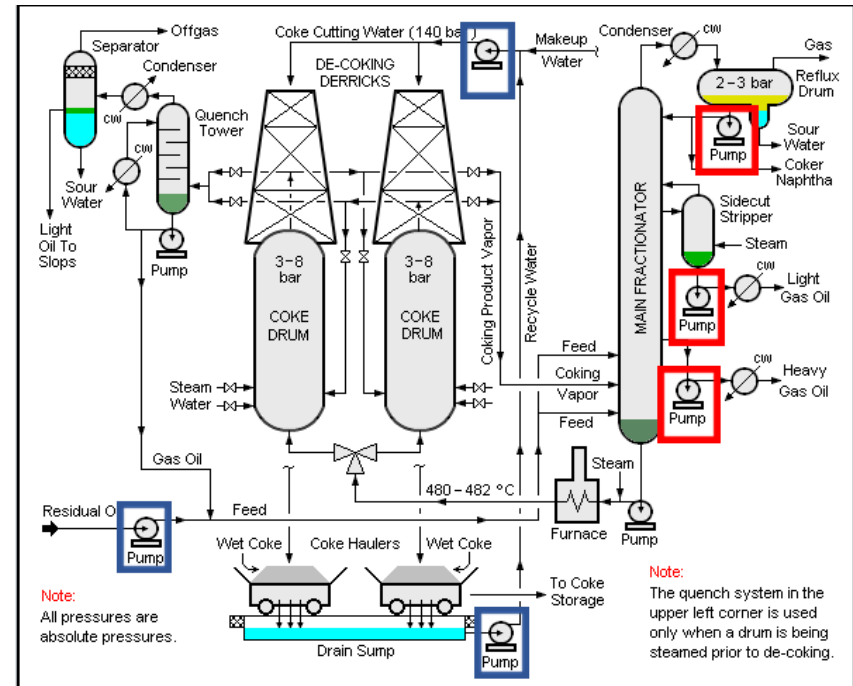 Offgas
Separator
Condenser
CW
Quench
Tower
CW
Sour
Water
Light
Oil To
Slops
Pump
Coke Cutting Water (140 bar)
DE-COKING
DERRICKS
Makeup
Water
Condenser
CW
Gas
2–3 bar
Reflux
Drum
Pump
Sour
Water
Coker
Naphtha
Sidecut
Stripper
Steam
CW
Light
Gas Oil
Pump
MAIN FRACTIONATOR
CW
Heavy
Gas Oil
Pump
3–8
bar
COKE
DRUM
3–8
bar
COKE
DRUM
Coking Product Vapor
Recycle Water
Feed
Coking
Vapor
Feed
Steam
Water
Gas Oil
Steam
480–482 °C
Residual O
Feed
Pump
Furnace
Pump
Wet Coke
Coke Haulers
Wet Coke
To Coke
Storage
Pump
Drain Sump
Note:
All pressures are
absolute pressures.
Note:
The quench system in the
upper left corner is used
only when a drum is being
steamed prior to de-coking.